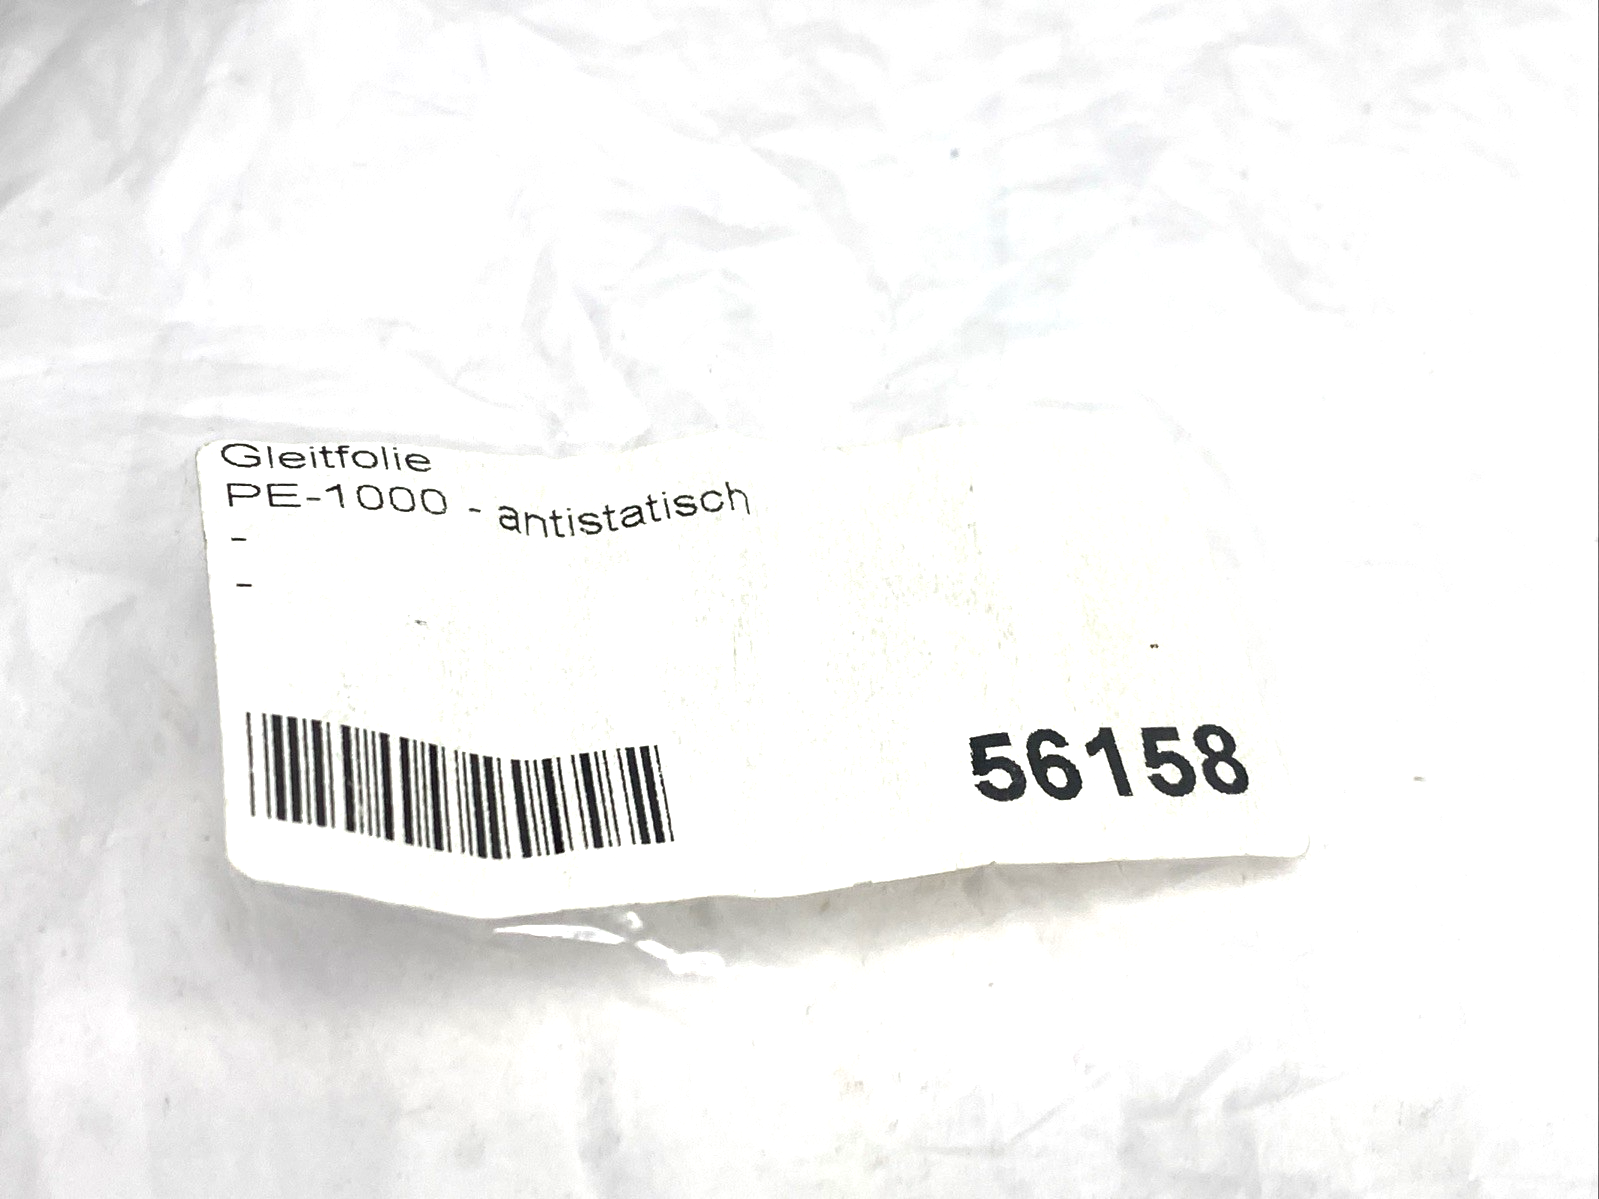 Gleitfolie
PE-1000 - antistatisch
-
-
56158